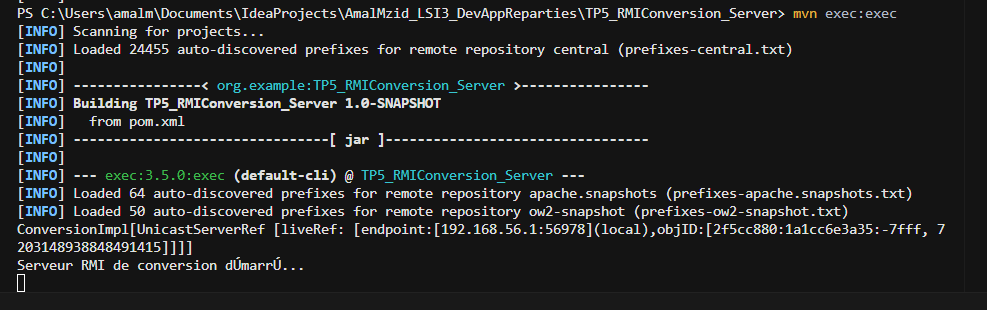 PS C:\Users\amalm\Documents\IdeaProjects\AmalMzid_LSI3_DevAppReparties\TP5_RMIConversion_Server> mvn exec:exec
[INFO] Scanning for projects...
[INFO] Loaded 24455 auto-discovered prefixes for remote repository central (prefixes-central.txt)
[INFO]
[INFO] ----------------< org.example:TP5_RMIConversion_Server >----------------
[INFO] Building TP5_RMIConversion_Server 1.0-SNAPSHOT
[INFO]   from pom.xml
[INFO] --------------------------------[ jar ]---------------------------------
[INFO]
[INFO] --- exec:3.5.0:exec (default-cli) @ TP5_RMIConversion_Server ---
[INFO] Loaded 64 auto-discovered prefixes for remote repository apache.snapshots (prefixes-apache.snapshots.txt)
[INFO] Loaded 50 auto-discovered prefixes for remote repository ow2-snapshot (prefixes-ow2-snapshot.txt)
ConversionImpl[UnicastServerRef [liveRef: [endpoint:[192.168.56.1:56978](local),objID:[2f5cc880:1a1cc6e3a35:-7fff, 7
203148938848491415]]]]
Serveur RMI de conversion dÚmarrÚ...